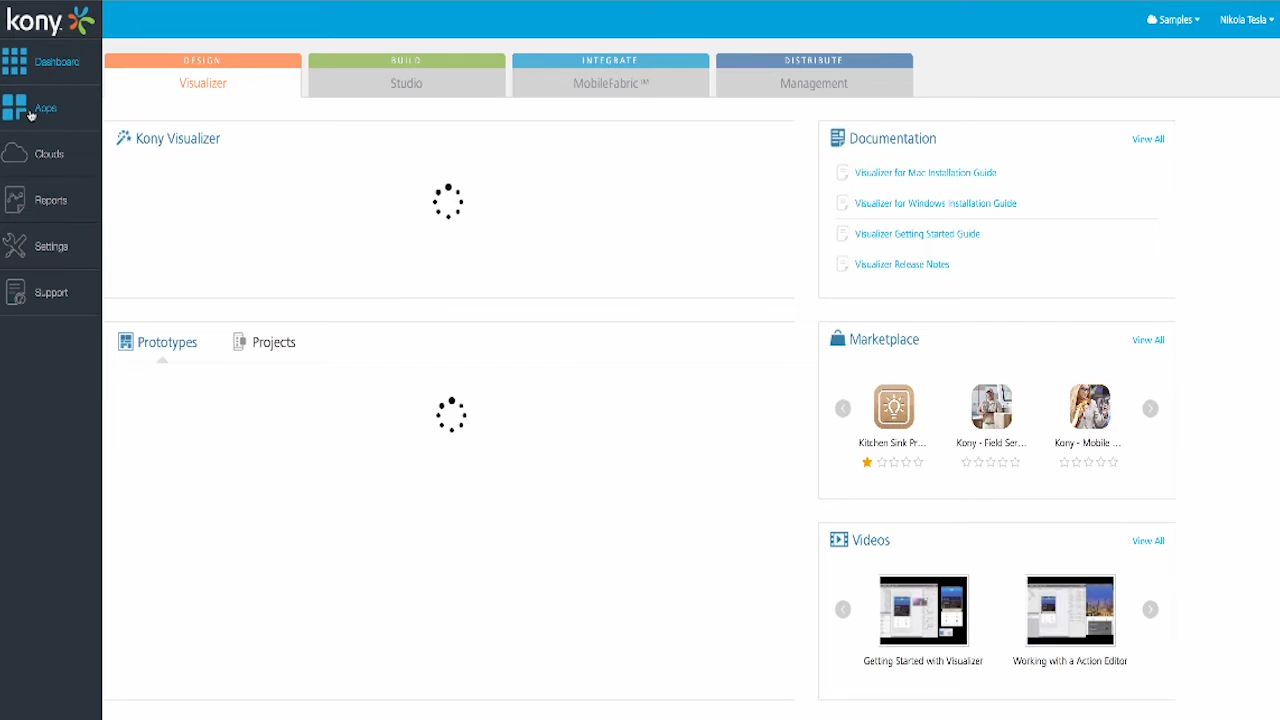 kony
Samples
Nikola Tesla
Dashboard
Apps
Clouds
Reports
Settings
Support
DESIGN
Visualizer
BUILD
Studio
INTEGRATE
MobileFabric ™
DISTRIBUTE
Management
Kony Visualizer
Prototypes
Projects
Documentation
View All
Visualizer for Mac Installation Guide
Visualizer for Windows Installation Guide
Visualizer Getting Started Guide
Visualizer Release Notes
Marketplace
View All
Kitchen Sink Pr...
Kony - Field Ser...
Kony - Mobile ...
Videos
View All
Getting Started with Visualizer
Working with a Action Editor